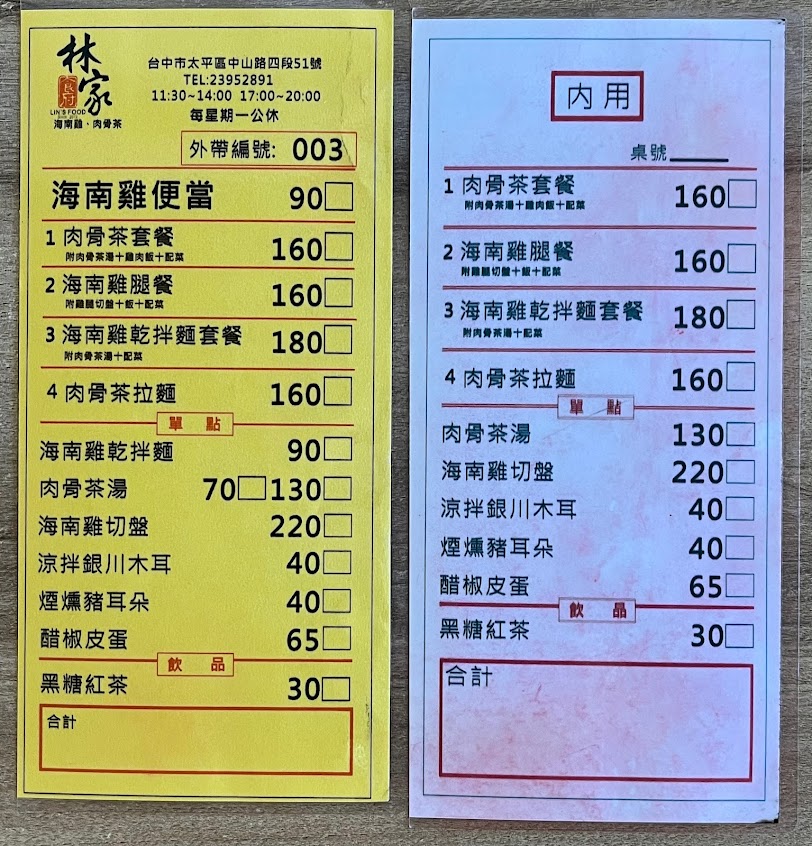 林家
食府
LIN'S FOOD
海南雞、肉骨茶
台中市太平區中山路四段51號
TEL:23952891
11:30~14:00 17:00~20:00
每星期一公休
外帶編號: 003
海南雞便當 90
1 肉骨茶套餐 160
附肉骨茶湯+雞肉飯+配菜
2 海南雞腿餐 160
附雞腿切盤+飯+配菜
3 海南雞乾拌麵套餐 180
附肉骨茶湯+配菜
4 肉骨茶拉麵 160
單點
海南雞乾拌麵 90
肉骨茶湯 70 130
海南雞切盤 220
涼拌銀川木耳 40
煙燻豬耳朵 40
醋椒皮蛋 65
飲品
黑糖紅茶 30
合計
內用
桌號
1 肉骨茶套餐 160
附肉骨茶湯+雞肉飯+配菜
2 海南雞腿餐 160
附雞腿切盤+飯+配菜
3 海南雞乾拌麵套餐 180
附肉骨茶湯+配菜
4 肉骨茶拉麵 160
單點
肉骨茶湯 130
海南雞切盤 220
涼拌銀川木耳 40
煙燻豬耳朵 40
醋椒皮蛋 65
飲品
黑糖紅茶 30
合計